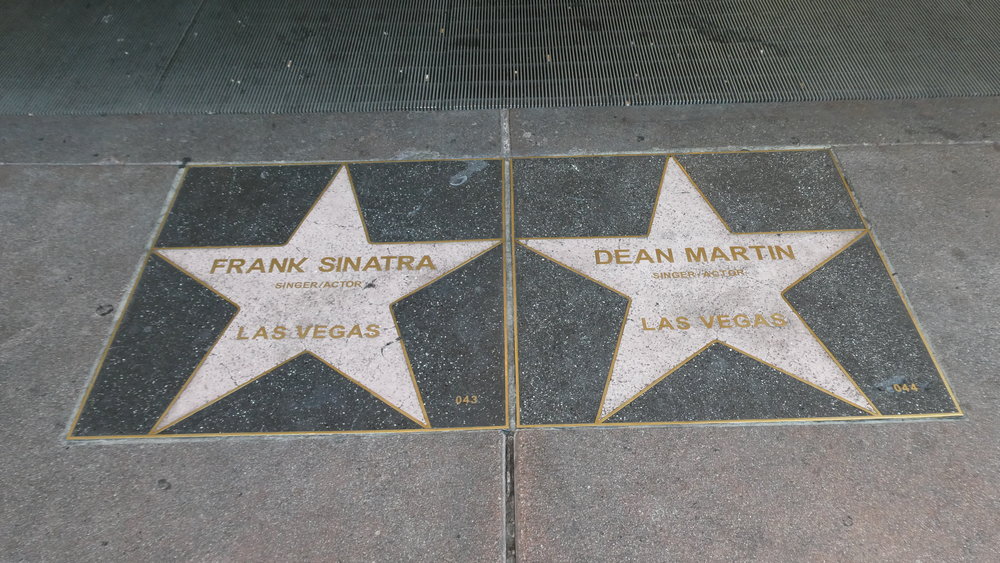 FRANK SINATRA
SINGER/ACTOR
LAS VEGAS
043
DEAN MARTIN
SINGER/ACTOR
LAS VEGAS
044